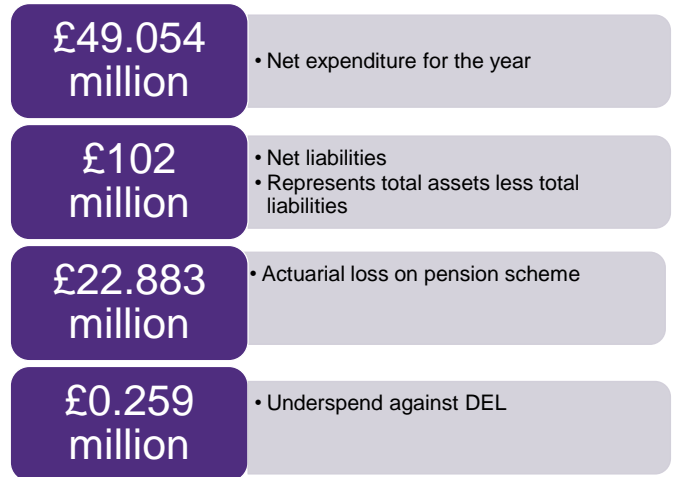 £49.054
million
• Net expenditure for the year
£102
million
• Net liabilities
• Represents total assets less total
liabilities
£22.883
million
• Actuarial loss on pension scheme
£0.259
million
• Underspend against DEL